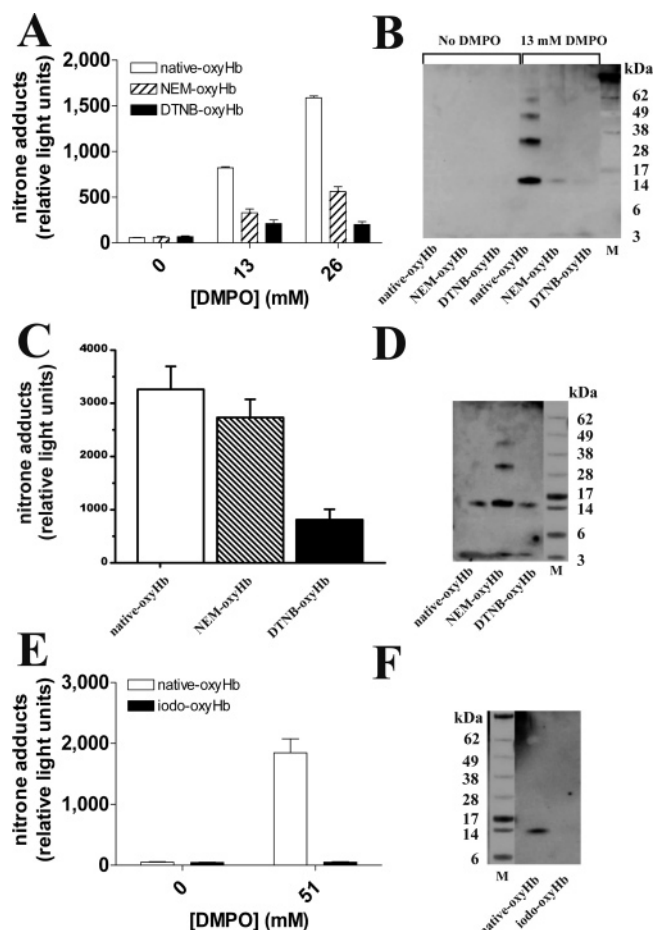 A
nitrone adducts
(relative light units)
2,000
1,500
1,000
500
0
native-oxyHb
NEM-oxyHb
DTNB-oxyHb
0
13
26
[DMPO] (mM)
B
No DMPO
13 mM DMPO
kDa
62
49
38
28
17
14
6
3
native-oxyHb
NEM-oxyHb
DTNB-oxyHb
native-oxyHb
NEM-oxyHb
DTNB-oxyHb
M
C
nitrone adducts
(relative light units)
4000
3000
2000
1000
0
native-oxyHb
NEM-oxyHb
DTNB-oxyHb
D
kDa
62
49
38
28
17
14
6
3
native-oxyHb
NEM-oxyHb
DTNB-oxyHb
M
E
nitrone adducts
(relative light units)
3,000
2,000
1,000
0
native-oxyHb
iodo-oxyHb
0
51
[DMPO] (mM)
F
kDa
62
49
38
28
17
14
6
M
native-oxyHb
iodo-oxyHb